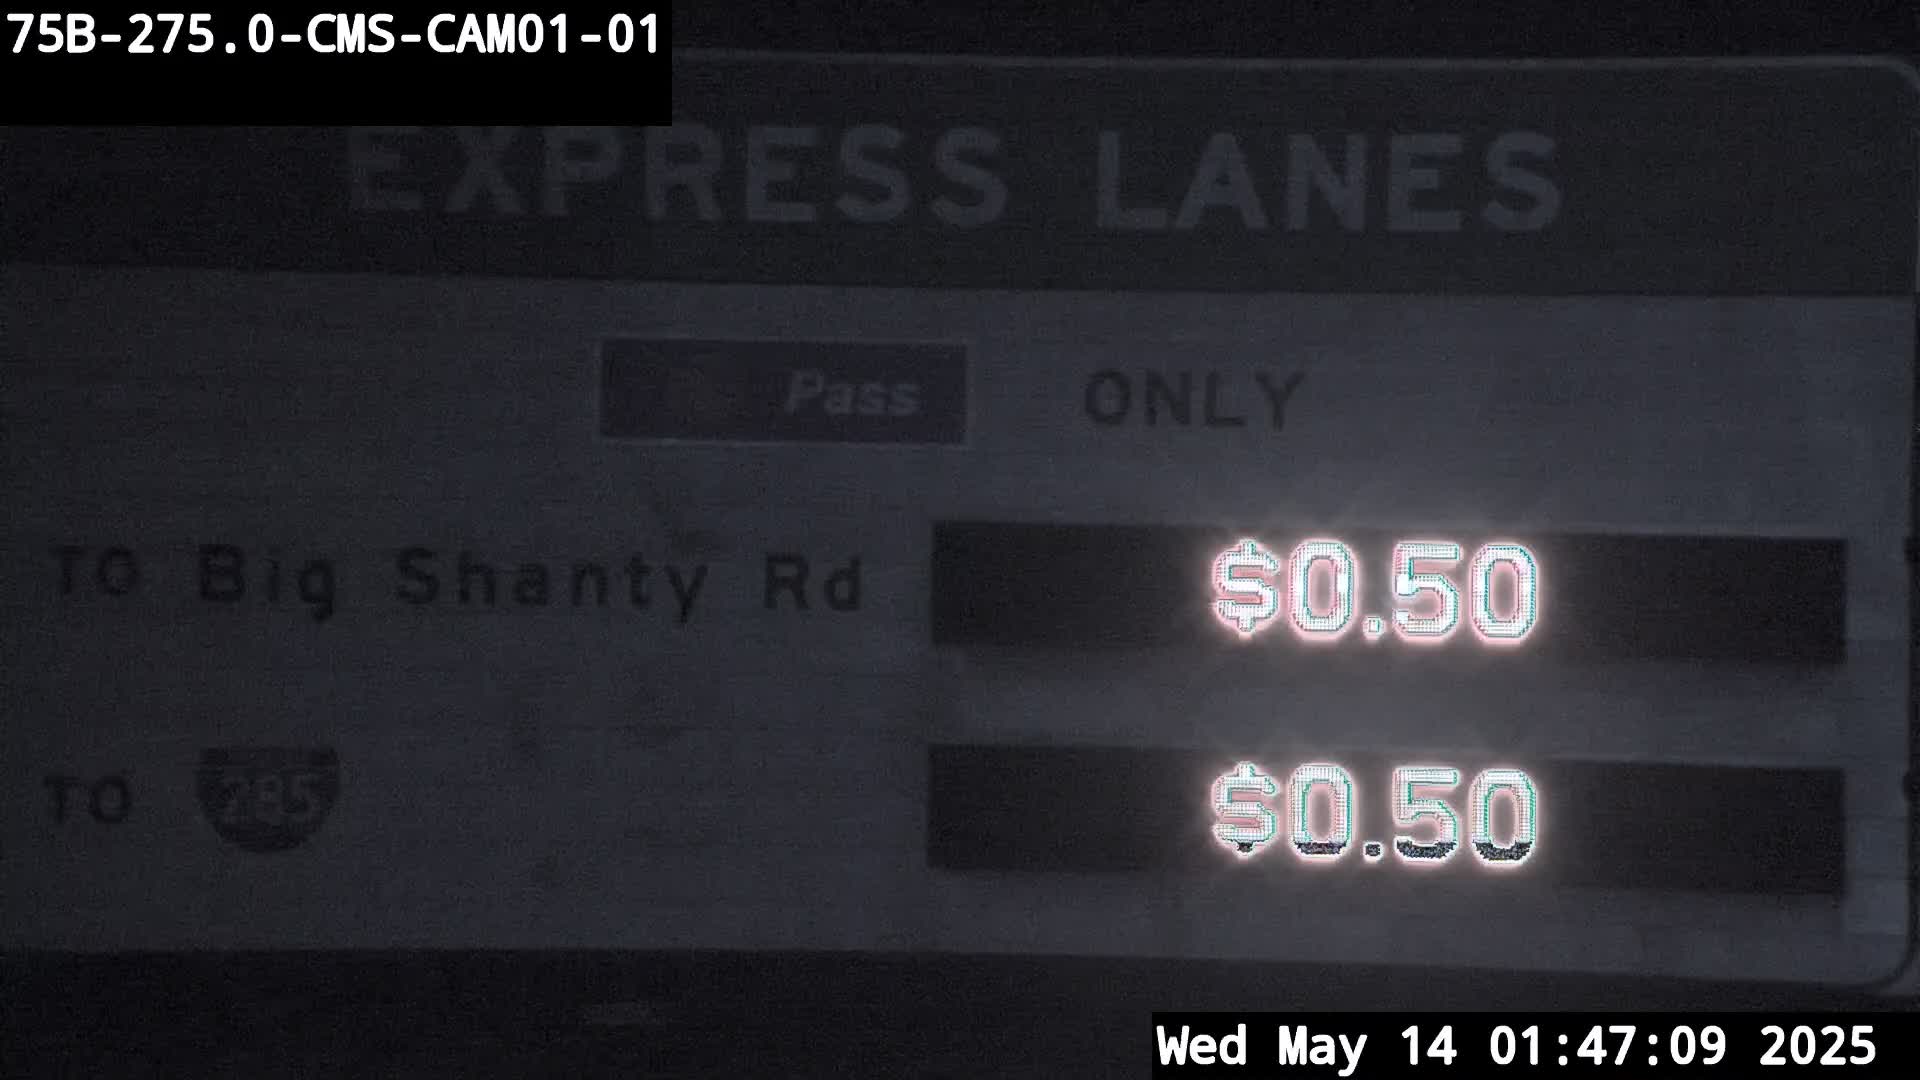 75B-275.0-CMS-CAM01-01
EXPRESS LANES
Pass ONLY
TO Big Shanty Rd $0.50
TO 285 $0.50
Wed May 14 01:47:09 2025